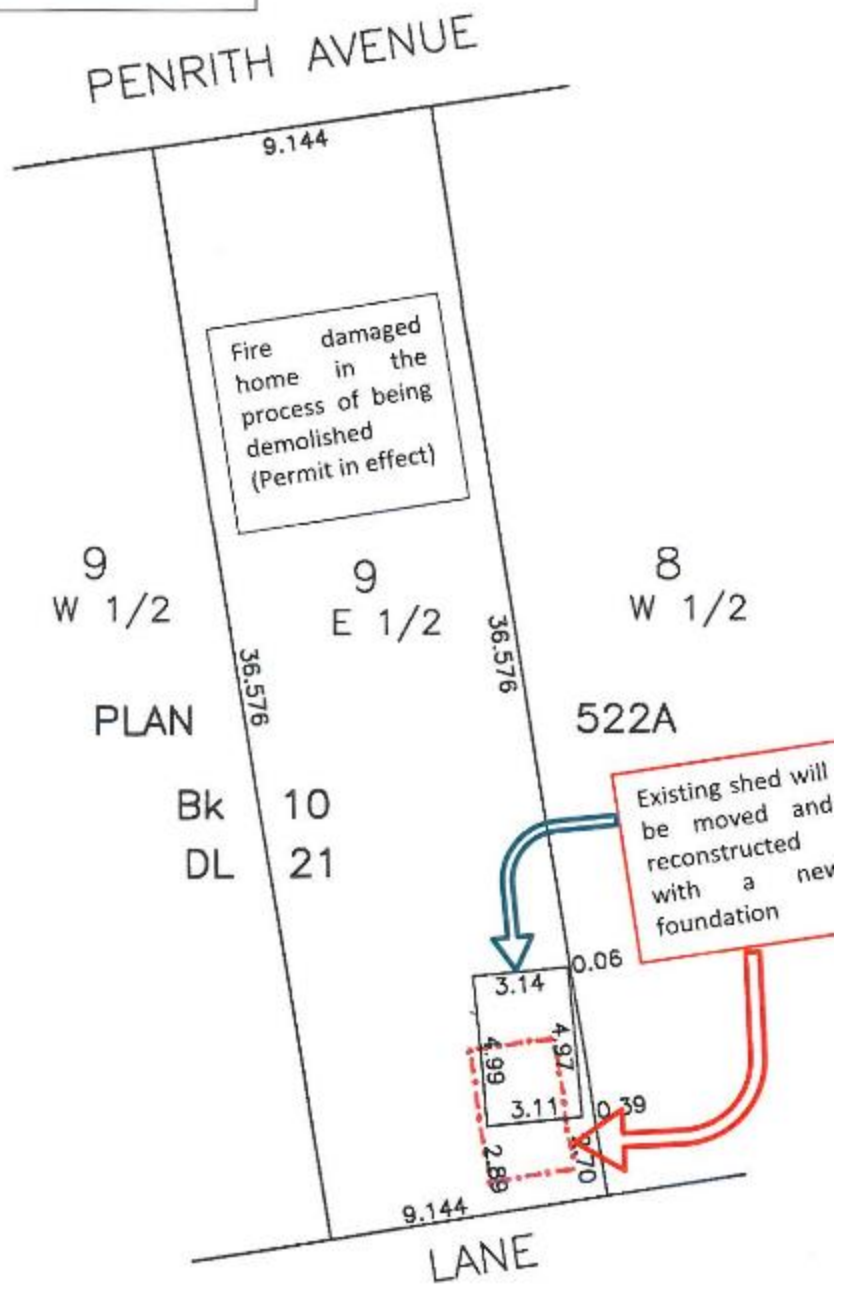 PENRITH AVENUE
9.144
Fire damaged
home in the
process of being
demolished
(Permit in effect)
9
W 1/2
9
E 1/2
8
W 1/2
36.576
36.576
PLAN
522A
Bk 10
DL 21
Existing shed will
be moved and
reconstructed
with a new
foundation
0.06
3.14
4.99
4.97
3.11
0.39
2.89
.70
9.144
LANE